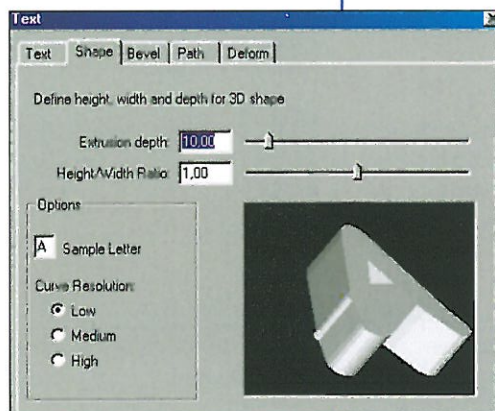 Text
Text Shape Bevel Path Deform
Define height, width and depth for 3D shape
Extrusion depth: 10,00
Height/Width Ratio: 1,00
Options
A Sample Letter
Curve Resolution:
Low
Medium
High